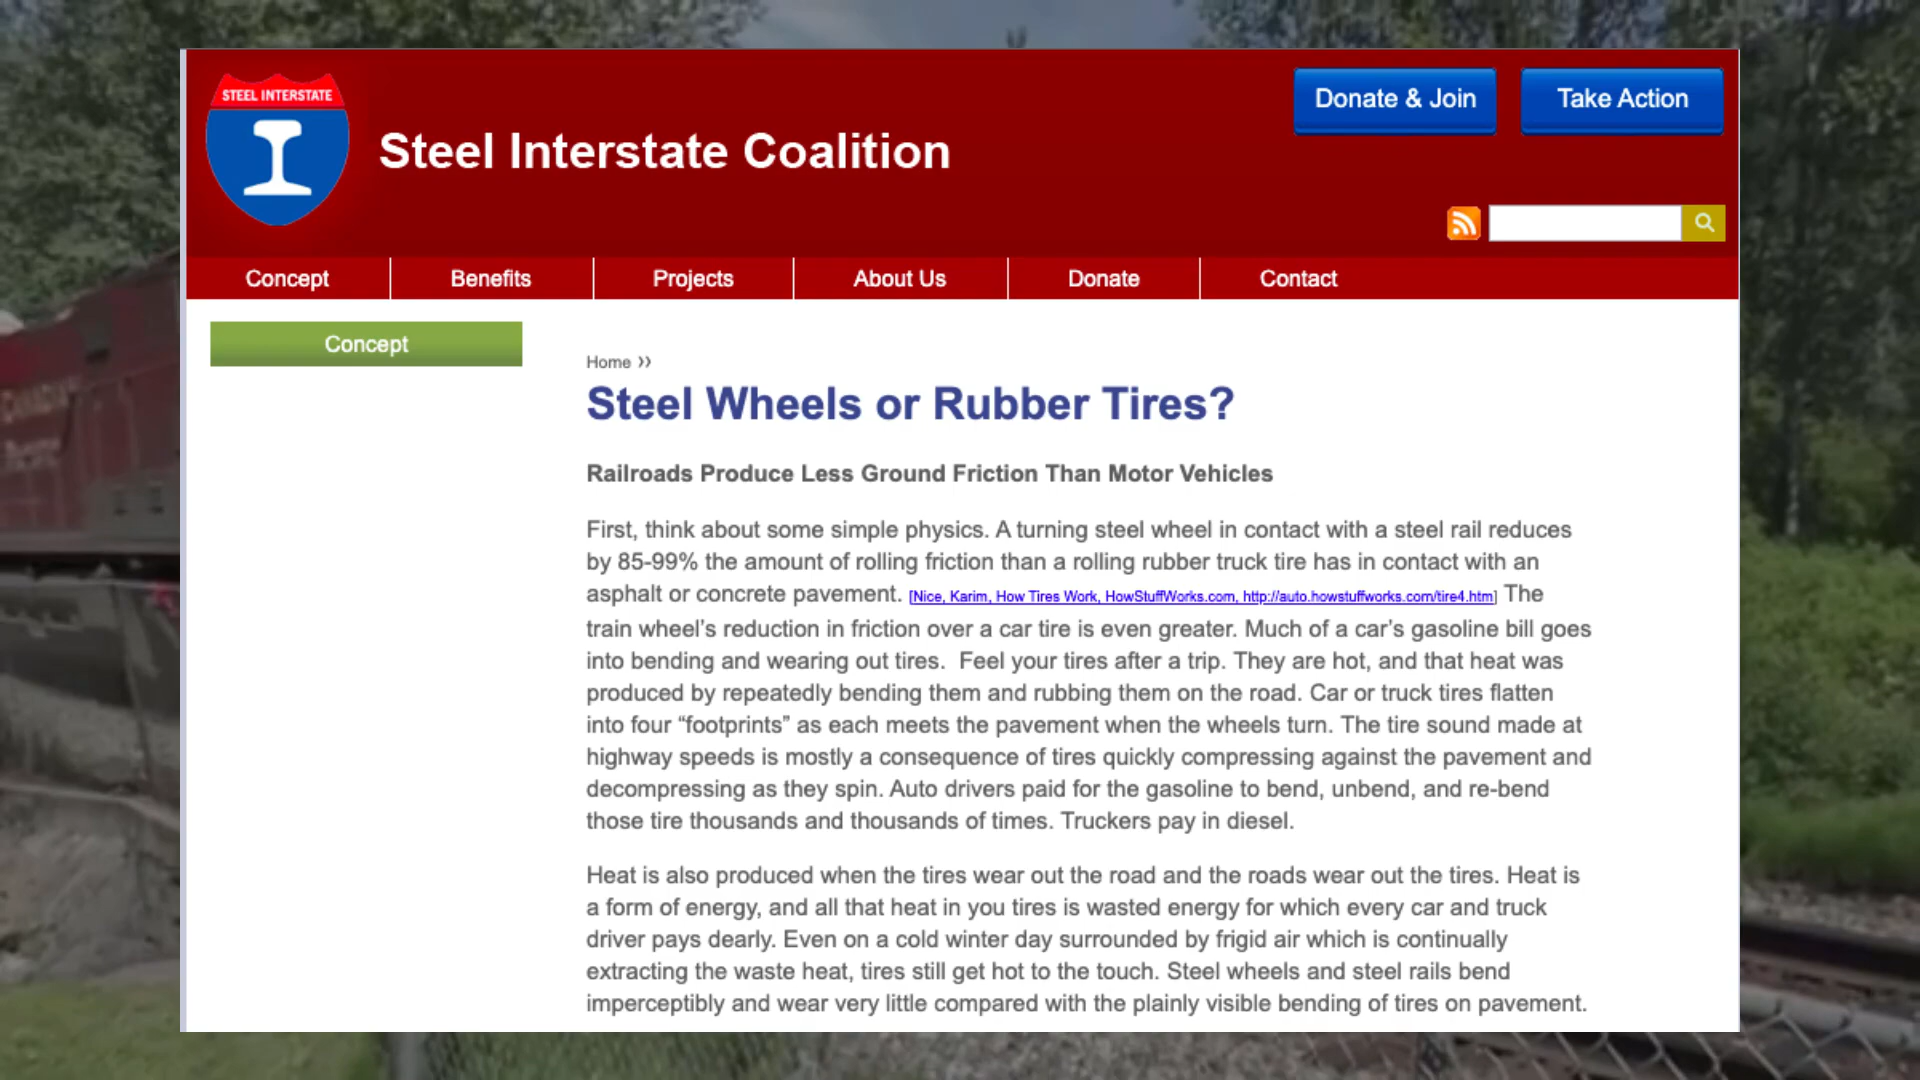 STEEL INTERSTATE
Steel Interstate Coalition
Donate & Join
Take Action
Concept
Benefits
Projects
About Us
Donate
Contact
Concept
Home ››
Steel Wheels or Rubber Tires?
Railroads Produce Less Ground Friction Than Motor Vehicles
First, think about some simple physics. A turning steel wheel in contact with a steel rail reduces
by 85-99% the amount of rolling friction than a rolling rubber truck tire has in contact with an
asphalt or concrete pavement. [Nice, Karim, How Tires Work, HowStuffWorks.com, http://auto.howstuffworks.com/tire4.htm] The
train wheel's reduction in friction over a car tire is even greater. Much of a car's gasoline bill goes
into bending and wearing out tires.  Feel your tires after a trip. They are hot, and that heat was
produced by repeatedly bending them and rubbing them on the road. Car or truck tires flatten
into four “footprints” as each meets the pavement when the wheels turn. The tire sound made at
highway speeds is mostly a consequence of tires quickly compressing against the pavement and
decompressing as they spin. Auto drivers paid for the gasoline to bend, unbend, and re-bend
those tire thousands and thousands of times. Truckers pay in diesel.
Heat is also produced when the tires wear out the road and the roads wear out the tires. Heat is
a form of energy, and all that heat in you tires is wasted energy for which every car and truck
driver pays dearly. Even on a cold winter day surrounded by frigid air which is continually
extracting the waste heat, tires still get hot to the touch. Steel wheels and steel rails bend
imperceptibly and wear very little compared with the plainly visible bending of tires on pavement.